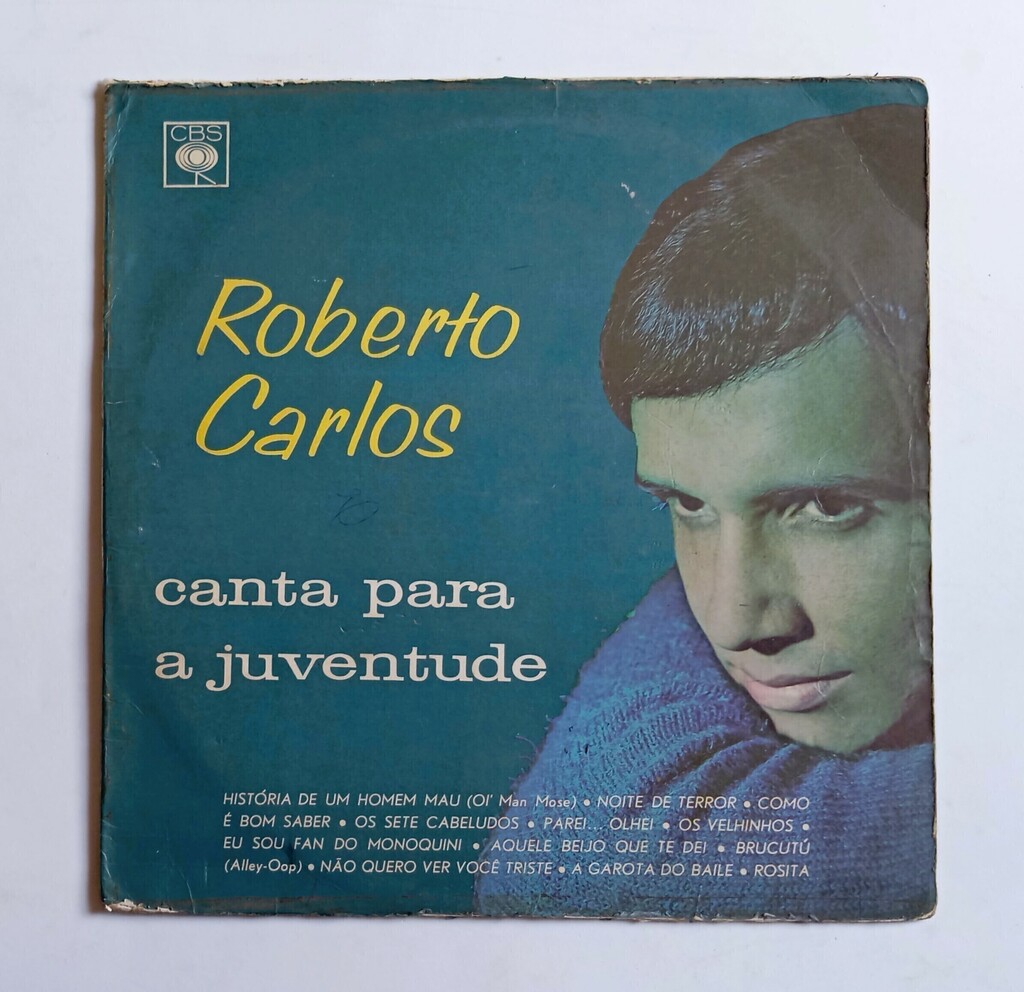 CBS
Roberto
Carlos
canta para
a juventude
HISTÓRIA DE UM HOMEM MAU (Ol' Man Mose) • NOITE DE TERROR • COMO
É BOM SABER • OS SETE CABELUDOS • PAREI... OLHEI • OS VELHINHOS •
EU SOU FAN DO MONOQUINI • AQUELE BEIJO QUE TE DEI • BRUCUTÚ
(Alley-Oop) • NÃO QUERO VER VOCÊ TRISTE • A GAROTA DO BAILE • ROSITA